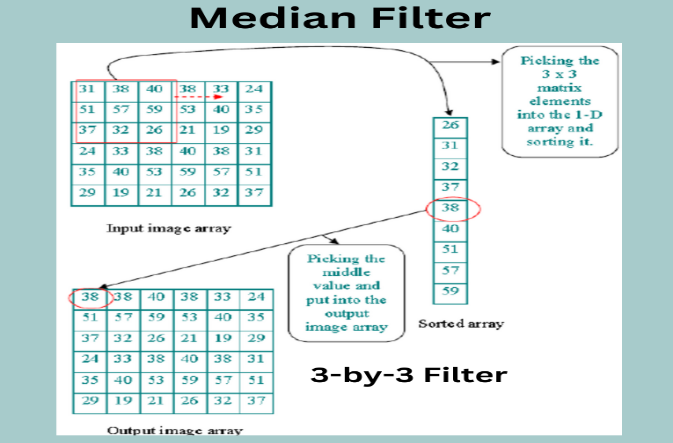 Median Filter
31 38 40 38 33 24
51 57 59 53 40 35
37 32 26 21 19 29
24 33 38 40 38 31
35 40 53 59 57 51
29 19 21 26 32 37
Input image array
Picking the
3 x 3
matrix
elements
into the 1-D
array and
sorting it.
26
31
32
37
38
40
51
57
59
Sorted array
Picking the
middle
value and
put into the
output
image array
38 38 40 38 33 24
51 57 59 53 40 35
37 32 26 21 19 29
24 33 38 40 38 31
35 40 53 59 57 51
29 19 21 26 32 37
Output image array
3-by-3 Filter